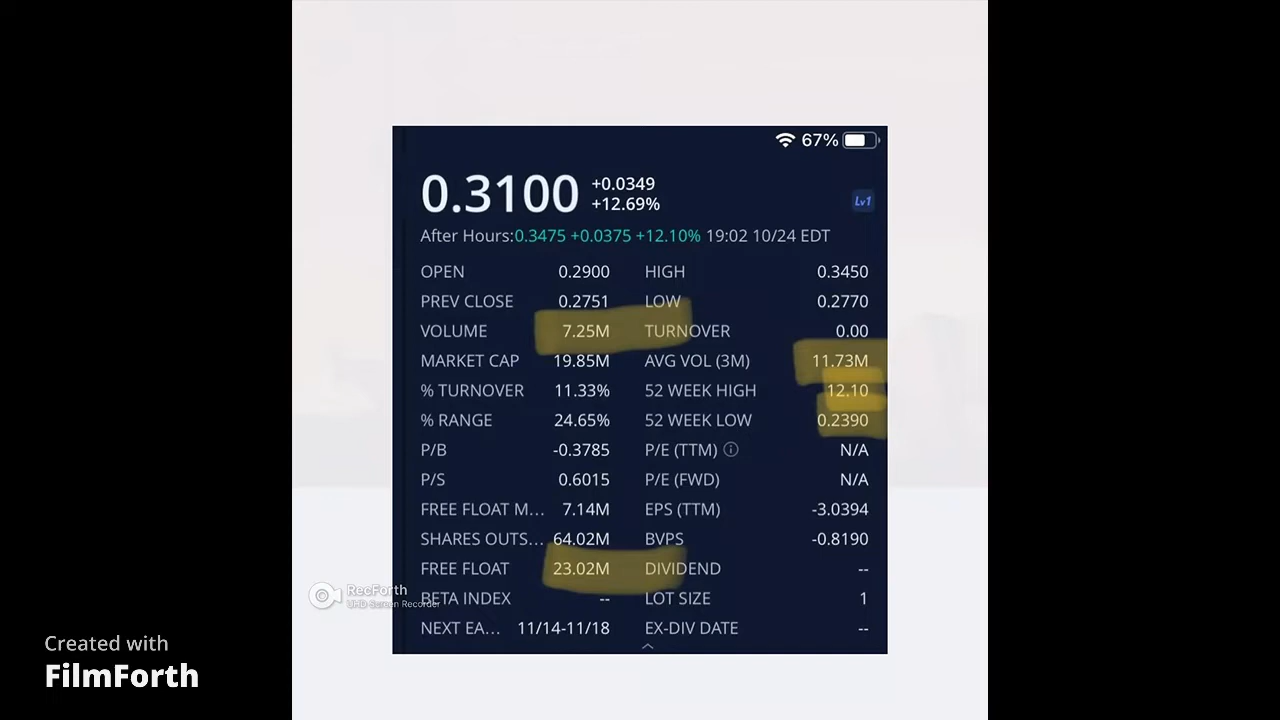 67%
0.3100 +0.0349
+12.69%
Lv1
After Hours:0.3475 +0.0375 +12.10% 19:02 10/24 EDT
OPEN 0.2900 HIGH 0.3450
PREV CLOSE 0.2751 LOW 0.2770
VOLUME 7.25M TURNOVER 0.00
MARKET CAP 19.85M AVG VOL (3M) 11.73M
% TURNOVER 11.33% 52 WEEK HIGH 12.10
% RANGE 24.65% 52 WEEK LOW 0.2390
P/B -0.3785 P/E (TTM) N/A
P/S 0.6015 P/E (FWD) N/A
FREE FLOAT M... 7.14M EPS (TTM) -3.0394
SHARES OUTS... 64.02M BVPS -0.8190
FREE FLOAT 23.02M DIVIDEND --
BETA INDEX -- LOT SIZE 1
NEXT EA... 11/14-11/18 EX-DIV DATE --
RecForth
UHD Screen Recorder
Created with
FilmForth